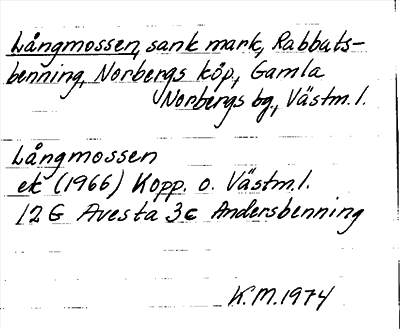 Långmossen, sank mark, Rabbats-
benning, Norbergs köp., Gamla
Norbergs bg, Västm. l.
Långmossen
ek (1966) Kopp. o. Västm. l.
12 G Avesta 3c Andersbenning
K.M. 1974